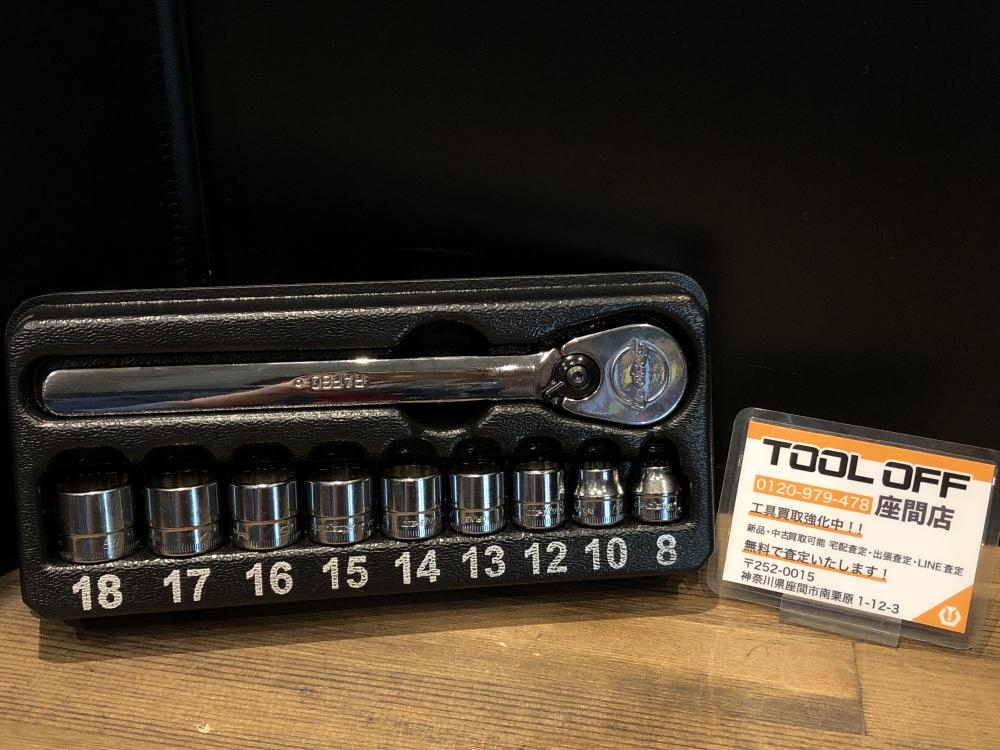 18 17 16 15 14 13 12 10 8
TOOL OFF
0120-979-478 座間店
工具買取強化中!!
新品・中古買取可能 宅配査定・出張査定・LINE査定
無料で査定いたします!
〒252-0015
神奈川県座間市南栗原 1-12-3